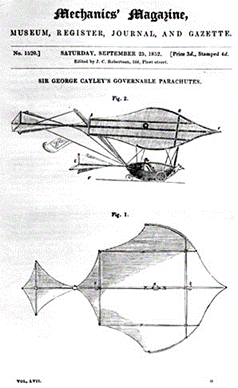 Mechanics' Magazine,
MUSEUM, REGISTER, JOURNAL, AND GAZETTE.
No. 1520.] SATURDAY, SEPTEMBER 25, 1852. [Price 3d., Stamped 4d.
Edited by J. C. Robertson, 166, Fleet-street.
SIR GEORGE CAYLEY'S GOVERNABLE PARACHUTES.
Fig. 2.
Fig. 1.
VOL. LVII.